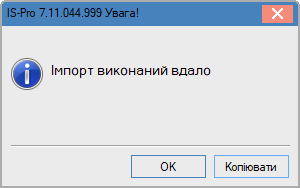 IS-Pro 7.11.044.999 Увага!
Імпорт виконаний вдало
OK
Копіювати